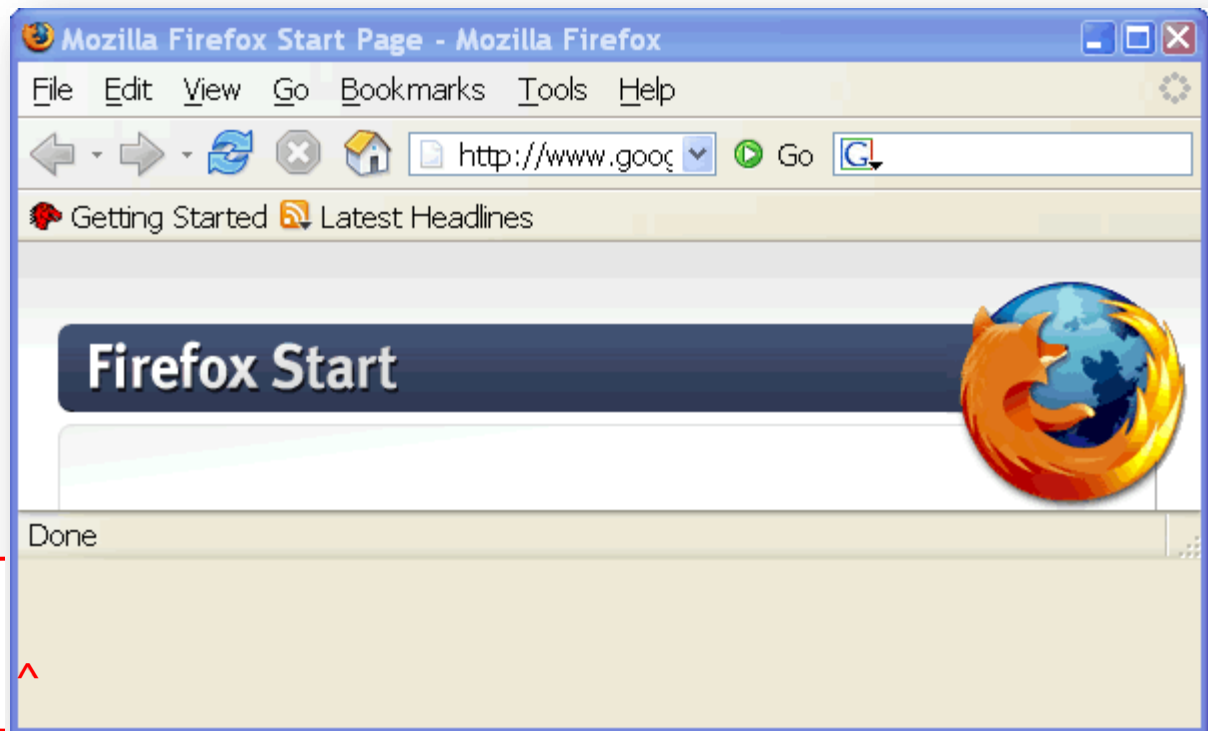 Mozilla Firefox Start Page - Mozilla Firefox
File Edit View Go Bookmarks Tools Help
http://www.goog Go G
Getting Started Latest Headlines
Firefox Start
Done
^